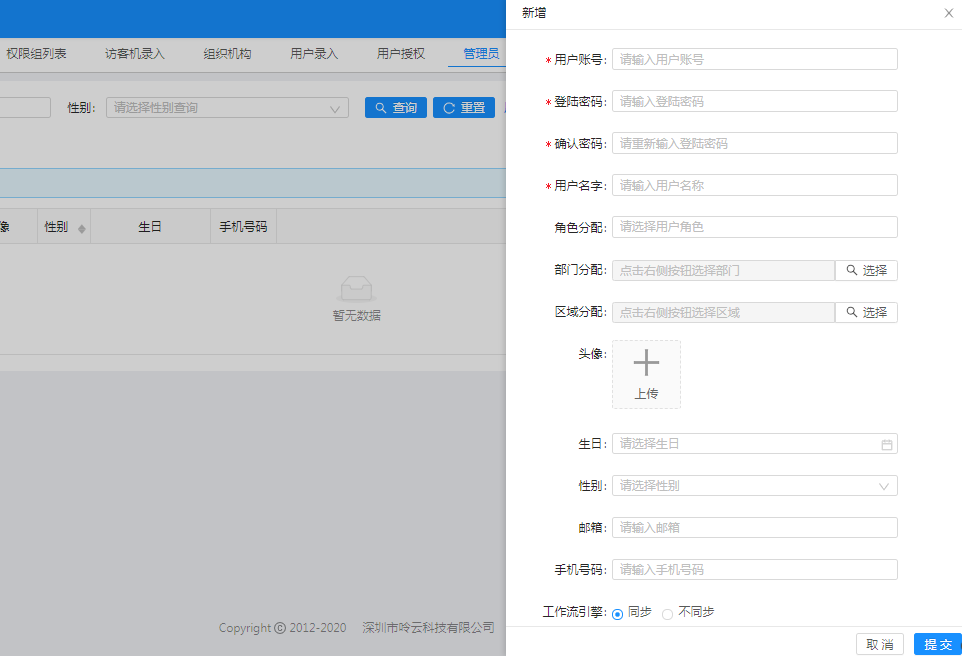 权限组列表 访客机录入 组织机构 用户录入 用户授权 管理员
性别: 请选择性别查询 查询 重置
像 性别 生日 手机号码
暂无数据
Copyright © 2012-2020 深圳市呤云科技有限公司
新增
* 用户账号: 请输入用户账号
* 登陆密码: 请输入登陆密码
* 确认密码: 请重新输入登陆密码
* 用户名字: 请输入用户名称
角色分配: 请选择用户角色
部门分配: 点击右侧按钮选择部门 选择
区域分配: 点击右侧按钮选择区域 选择
头像:
上传
生日: 请选择生日
性别: 请选择性别
邮箱: 请输入邮箱
手机号码: 请输入手机号码
工作流引擎: 同步 不同步
取消 提交